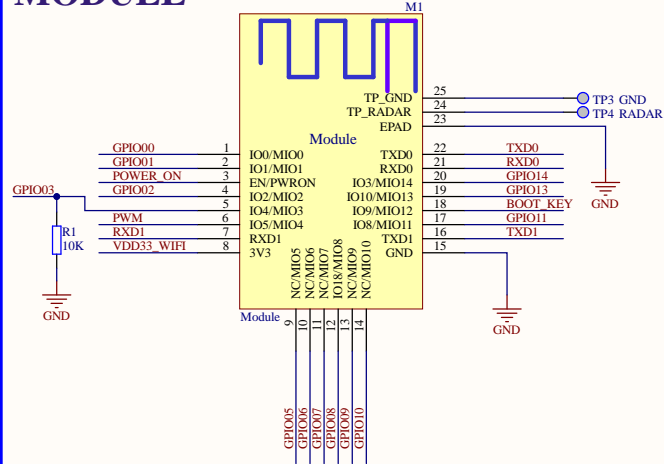 MODULE
M1
TP_GND 25 TP3 GND
TP_RADAR 24 TP4 RADAR
EPAD 23
Module
GPIO00 1 IO0/MIO0 TXD0 22 TXD0
GPIO01 2 IO1/MIO1 RXD0 21 RXD0
POWER_ON 3 EN/PWRON IO3/MIO14 20 GPIO14
GPIO03 GPIO02 4 IO2/MIO2 IO10/MIO13 19 GPIO13
5 IO4/MIO3 IO9/MIO12 18 BOOT_KEY
PWM 6 IO5/MIO4 IO8/MIO11 17 GPIO11
RXD1 7 RXD1 TXD1 16 TXD1
VDD33_WIFI 8 3V3 GND 15
GND
R1
10K
GND
GND
NC/MIO5
NC/MIO6
NC/MIO7
IO18/MIO8
NC/MIO9
NC/MIO10
Module
9
10
11
12
13
14
GPIO05
GPIO06
GPIO07
GPIO08
GPIO09
GPIO10